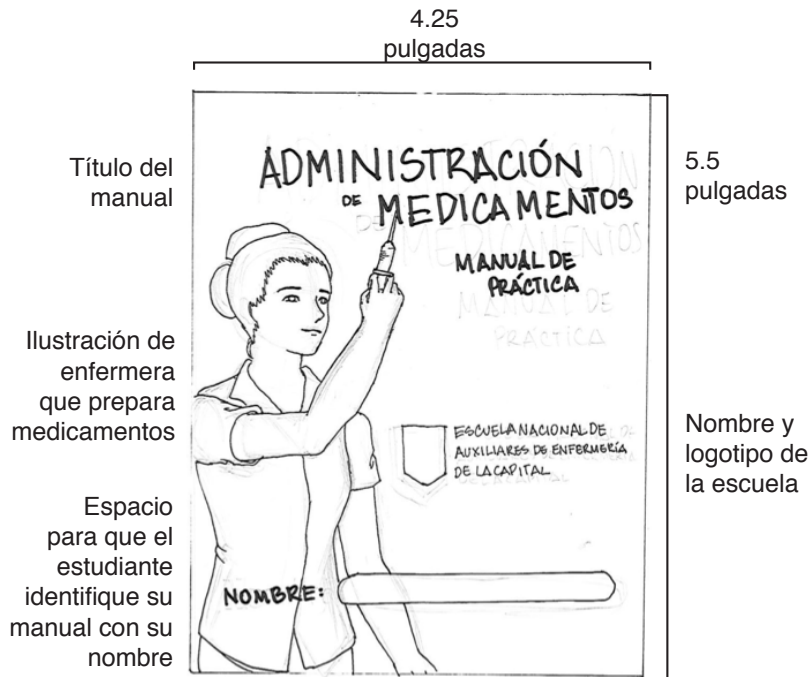 4.25
pulgadas
Título del
manual
ADMINISTRACIÓN
DE MEDICAMENTOS
MANUAL DE
PRÁCTICA
5.5
pulgadas
Ilustración de
enfermera
que prepara
medicamentos
ESCUELA NACIONAL DE
AUXILIARES DE ENFERMERÍA
DE LA CAPITAL
Nombre y
logotipo de
la escuela
Espacio
para que el
estudiante
identifique su
manual con su
nombre
NOMBRE: